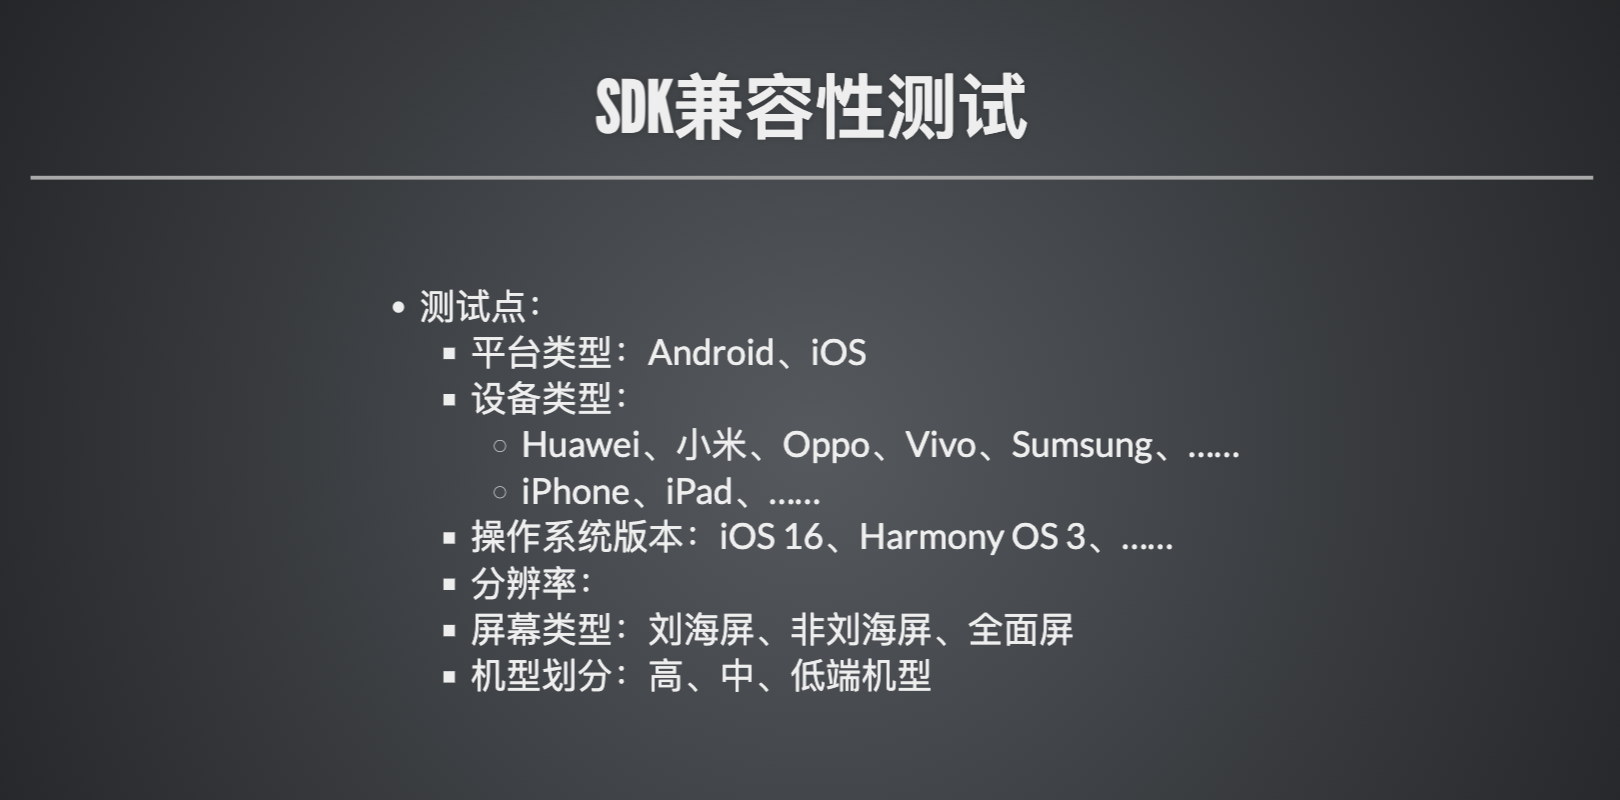 SDK兼容性测试
测试点：
平台类型：Android、iOS
设备类型：
Huawei、小米、Oppo、Vivo、Sumsung、……
iPhone、iPad、……
操作系统版本：iOS 16、Harmony OS 3、……
分辨率：
屏幕类型：刘海屏、非刘海屏、全面屏
机型划分：高、中、低端机型